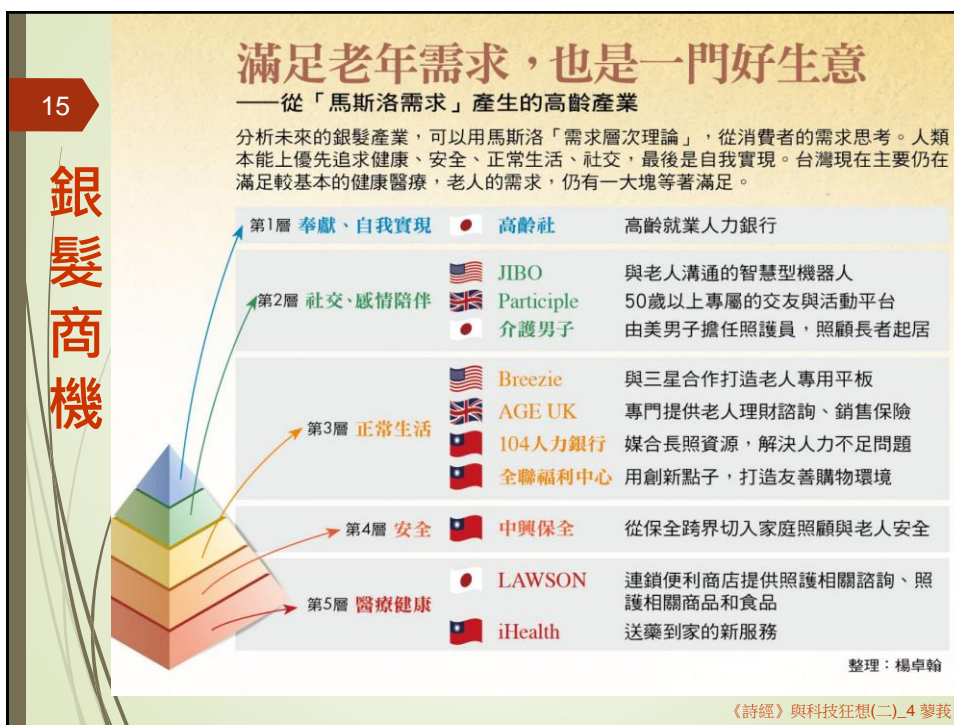 15
銀髮商機
滿足老年需求，也是一門好生意
——從「馬斯洛需求」產生的高齡產業
分析未來的銀髮產業，可以用馬斯洛「需求層次理論」，從消費者的需求思考。人類
本能上優先追求健康、安全、正常生活、社交，最後是自我實現。台灣現在主要仍在
滿足較基本的健康醫療，老人的需求，仍有一大塊等著滿足。
第1層 奉獻、自我實現 高齡社 高齡就業人力銀行
第2層 社交、感情陪伴
JIBO 與老人溝通的智慧型機器人
Participle 50歲以上專屬的交友與活動平台
介護男子 由美男子擔任照護員，照顧長者起居
第3層 正常生活
Breezie 與三星合作打造老人專用平板
AGE UK 專門提供老人理財諮詢、銷售保險
104人力銀行 媒合長照資源，解決人力不足問題
全聯福利中心 用創新點子，打造友善購物環境
第4層 安全 中興保全 從保全跨界切入家庭照顧與老人安全
第5層 醫療健康
LAWSON 連鎖便利商店提供照護相關諮詢、照
護相關商品和食品
iHealth 送藥到家的新服務
整理：楊卓翰
《詩經》與科技狂想(二)_4 蓼莪